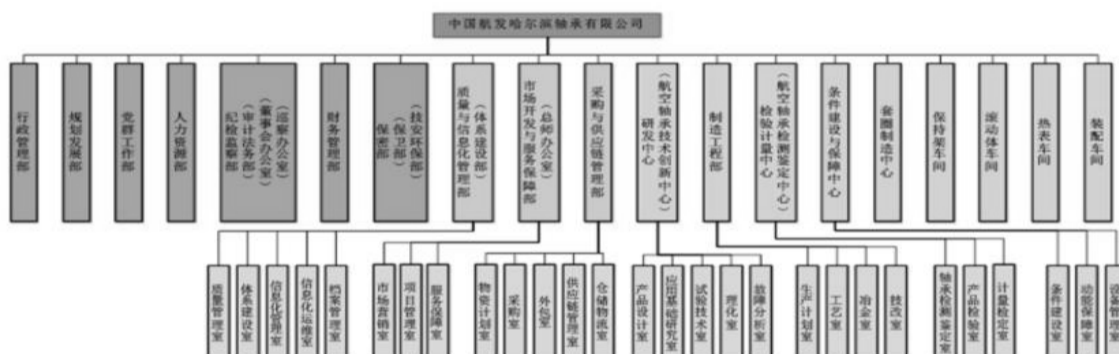 中国航发哈尔滨轴承有限公司
行政管理部
规划发展部
党群工作部
人力资源部
纪检监察部
（审计法务部）
（董事会办公室）
（巡察办公室）
财务管理部
保密部
（保卫部）
（技安环保部）
质量与信息化管理部
（体系建设部）
市场开发与服务保障部
（总师办公室）
采购与供应链管理部
研发中心
（航空轴承技术创新中心）
制造工程部
检验计量中心
（航空轴承检测鉴定中心）
条件建设与保障中心
套圈制造中心
保持架车间
滚动体车间
热表车间
装配车间
质量管理室
体系建设室
信息化管理室
信息化运维室
档案管理室
市场营销室
项目管理室
服务保障室
物资计划室
采购室
外包室
供应链管理室
仓储物流室
产品设计室
应用基础研究室
试验技术室
理化室
故障分析室
生产计划室
工艺室
冶金室
技改室
轴承检测鉴定室
产品检验室
计量检定室
条件建设室
动能保障室